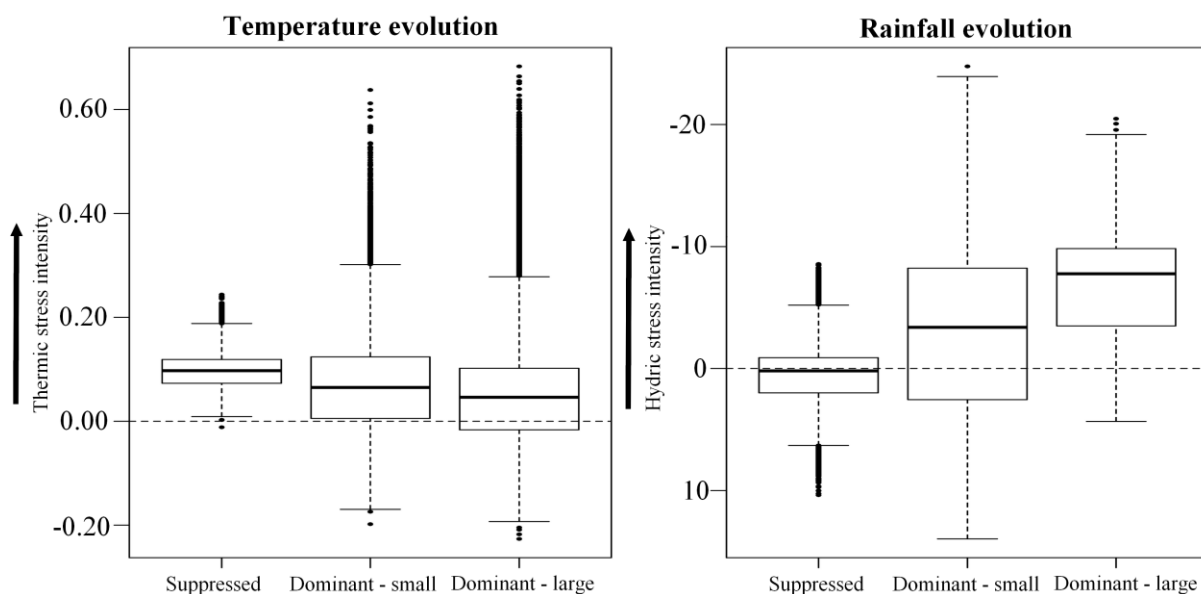 Temperature evolution
0.60
0.40
0.20
0.00
-0.20
Thermic stress intensity
Suppressed
Dominant - small
Dominant - large
Rainfall evolution
-20
-10
0
10
Hydric stress intensity
Suppressed
Dominant - small
Dominant - large